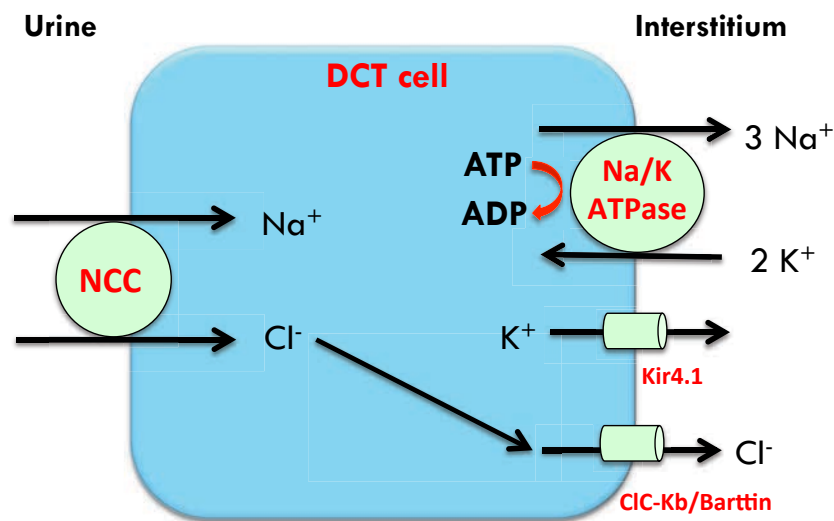 Urine
Interstitium
DCT cell
3 Na⁺
ATP
Na/K
ATPase
ADP
Na⁺
2 K⁺
NCC
Cl⁻
K⁺
Kir4.1
Cl⁻
ClC-Kb/Barttin